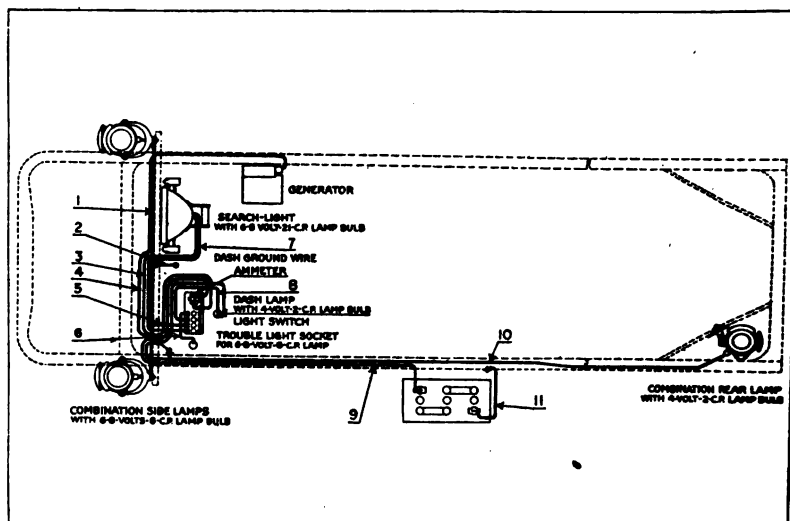 GENERATOR
1
SEARCH-LIGHT
WITH 6-8 VOLT-21-C.P. LAMP BULB
2
7
3
DASH GROUND WIRE
4
AMMETER
8
5
DASH LAMP
WITH 4-VOLT-2-C.P. LAMP BULB
LIGHT SWITCH
6
TROUBLE LIGHT SOCKET
FOR 6-8-VOLT-6-C.P. LAMP
10
COMBINATION SIDE LAMPS
WITH 6-8-VOLTS-6-C.P. LAMP BULB
9
11
COMBINATION REAR LAMP
WITH 4-VOLT-2-C.P. LAMP BULB